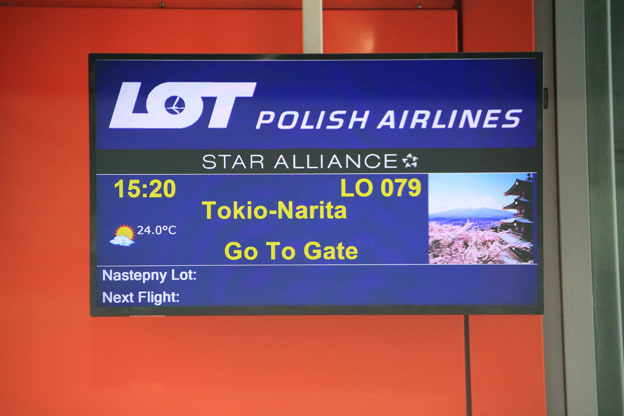 LOT POLISH AIRLINES
STAR ALLIANCE
15:20 LO 079
Tokio-Narita
24.0°C
Go To Gate
Nastepny Lot:
Next Flight: